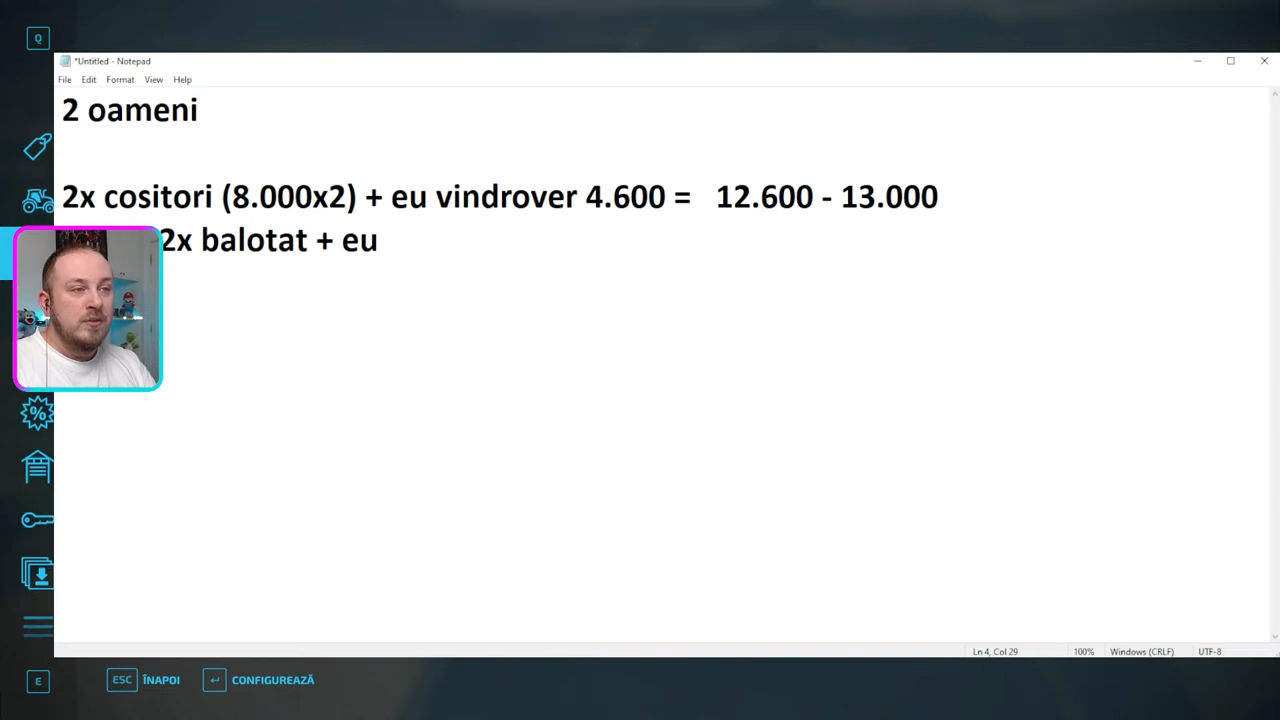 Q
*Untitled - Notepad
File Edit Format View Help
2 oameni
2x cositori (8.000x2) + eu vindrover 4.600 = 12.600 - 13.000
2x balotat + eu
%
Ln 4, Col 29 100% Windows (CRLF) UTF-8
E ESC ÎNAPOI CONFIGUREAZĂ